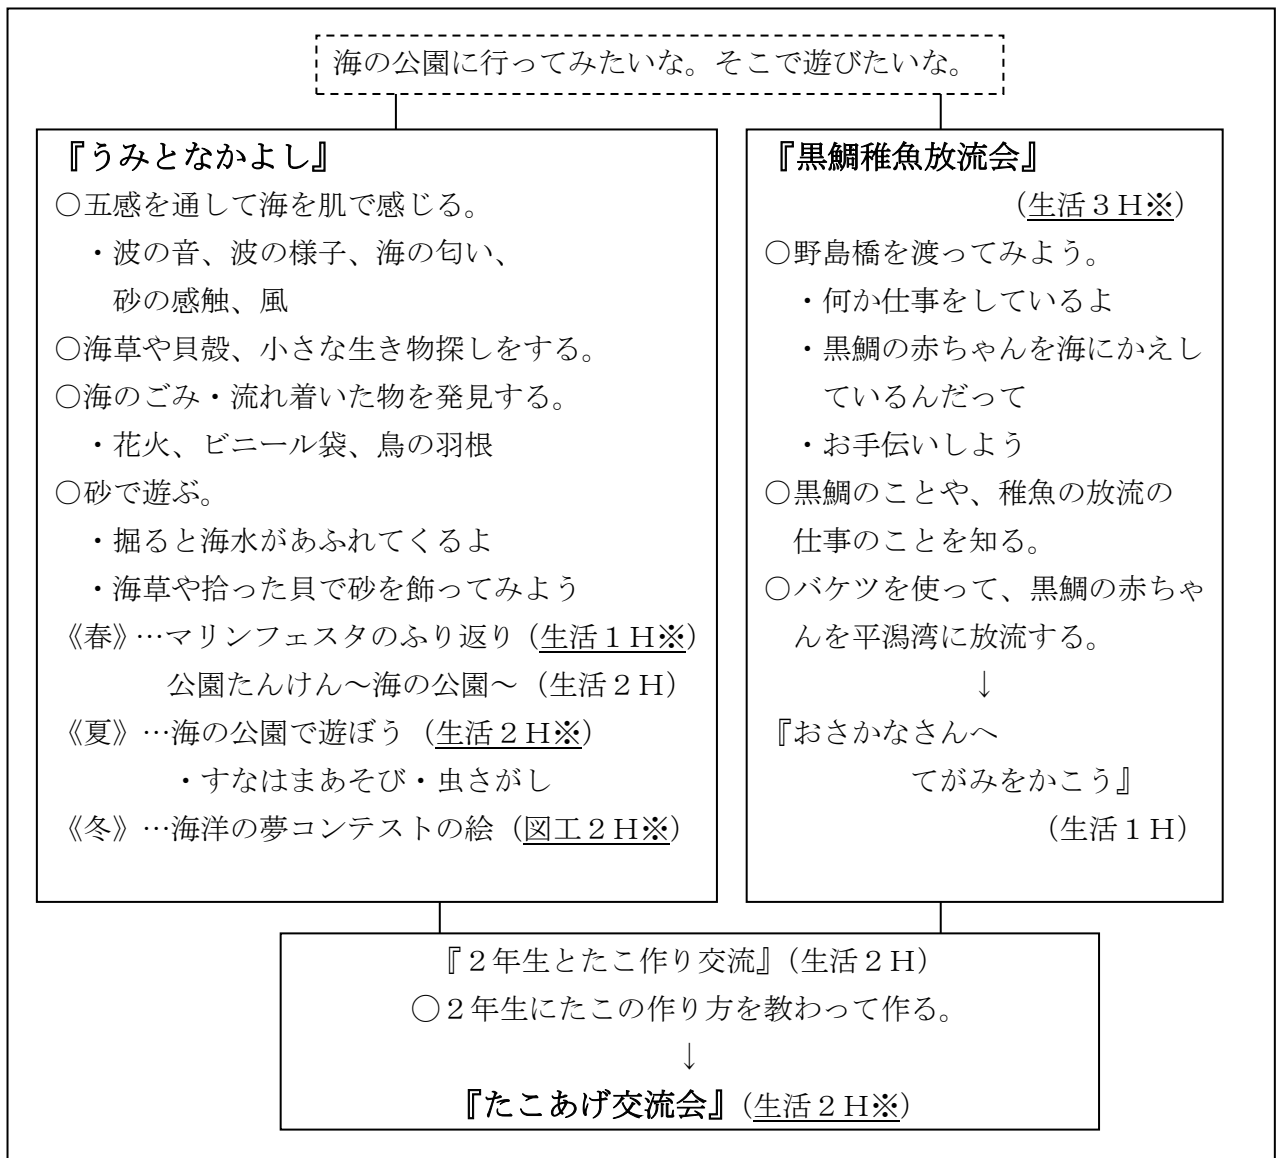 海の公園に行ってみたいな。そこで遊びたいな。
『うみとなかよし』
○五感を通して海を肌で感じる。
・波の音、波の様子、海の匂い、
砂の感触、風
○海草や貝殻、小さな生き物探しをする。
○海のごみ・流れ着いた物を発見する。
・花火、ビニール袋、鳥の羽根
○砂で遊ぶ。
・掘ると海水があふれてくるよ
・海草や拾った貝で砂を飾ってみよう
《春》…マリンフェスタのふり返り（生活１Ｈ※）
公園たんけん～海の公園～（生活２Ｈ）
《夏》…海の公園で遊ぼう（生活２Ｈ※）
・すなはまあそび・虫さがし
《冬》…海洋の夢コンテストの絵（図工２Ｈ※）
『黒鯛稚魚放流会』
（生活３Ｈ※）
○野島橋を渡ってみよう。
・何か仕事をしているよ
・黒鯛の赤ちゃんを海にかえし
ているんだって
・お手伝いしよう
○黒鯛のことや、稚魚の放流の
仕事のことを知る。
○バケツを使って、黒鯛の赤ちゃ
んを平潟湾に放流する。
↓
『おさかなさんへ
てがみをかこう』
（生活１Ｈ）
『２年生とたこ作り交流』（生活２Ｈ）
○２年生にたこの作り方を教わって作る。
↓
『たこあげ交流会』（生活２Ｈ※）